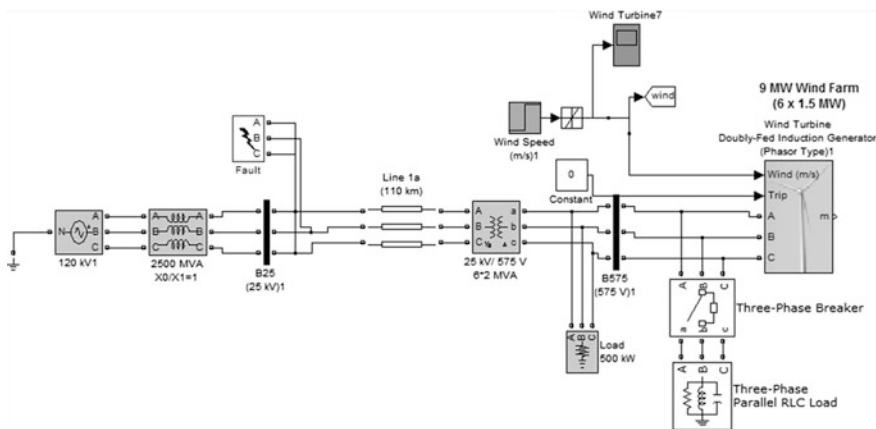 Wind Turbine7
wind
9 MW Wind Farm
(6 x 1.5 MW)
Wind Turbine
Doubly-Fed Induction Generator
(Phasor Type)1
Wind Speed
(m/s)1
0
Constant
Wind (m/s)
Trip
A
B
C
m
A
B
C
Fault
Line 1a
(110 km)
N
A
B
C
120 kV1
A
B
C
A
B
C
2500 MVA
X0/X1=1
B25
(25 kV)1
A
B
C
a
b
c
25 kV/ 575 V
6*2 MVA
B575
(575 V)1
A B C
Load
500 kW
A B C
a b c
Three-Phase Breaker
A B C
Three-Phase
Parallel RLC Load